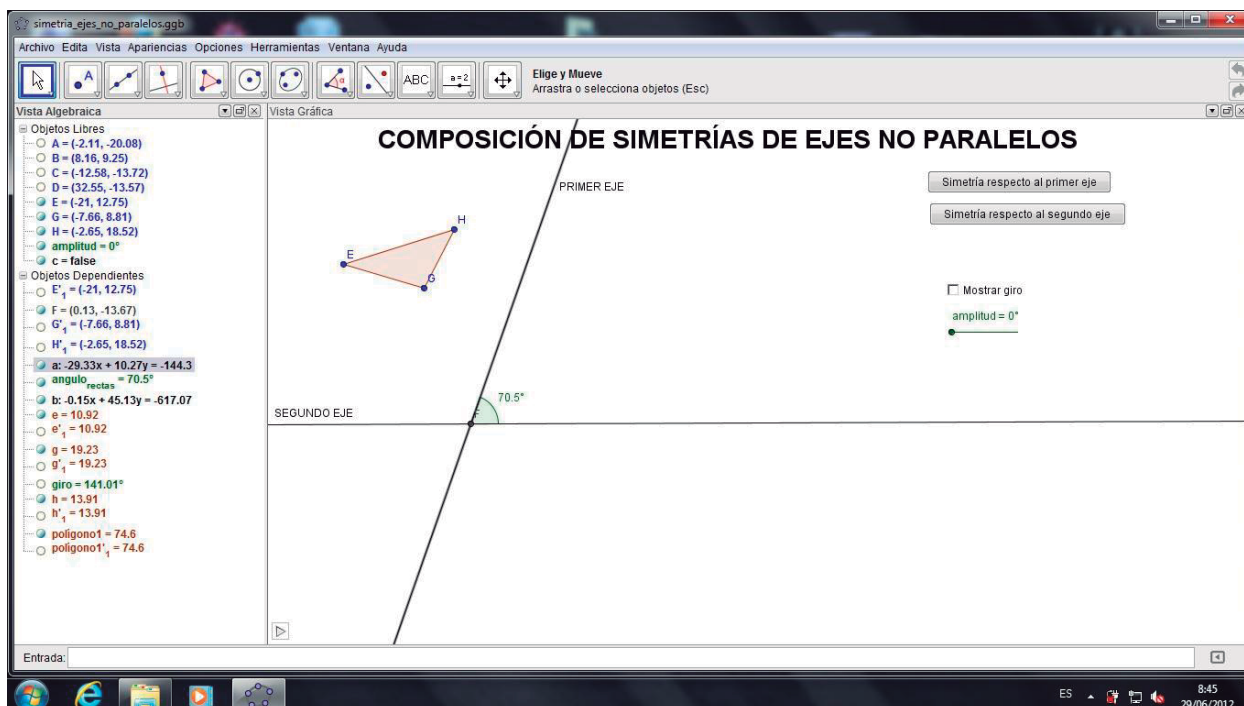 simetria_ejes_no_paralelos.ggb
Archivo Edita Vista Apariencias Opciones Herramientas Ventana Ayuda
A
α
ABC
a=2
Elige y Mueve
Arrastra o selecciona objetos (Esc)
Vista Algebraica
Vista Gráfica
Objetos Libres
A = (-2.11, -20.08)
B = (8.16, 9.25)
C = (-12.58, -13.72)
D = (32.55, -13.57)
E = (-21, 12.75)
G = (-7.66, 8.81)
H = (-2.65, 18.52)
amplitud = 0°
c = false
Objetos Dependientes
E'₁ = (-21, 12.75)
F = (0.13, -13.67)
G'₁ = (-7.66, 8.81)
H'₁ = (-2.65, 18.52)
a: -29.33x + 10.27y = -144.3
angulo rectas = 70.5°
b: -0.15x + 45.13y = -617.07
e = 10.92
e'₁ = 10.92
g = 19.23
g'₁ = 19.23
giro = 141.01°
h = 13.91
h'₁ = 13.91
poligono1 = 74.6
poligono1'₁ = 74.6
COMPOSICIÓN DE SIMETRÍAS DE EJES NO PARALELOS
PRIMER EJE
Simetría respecto al primer eje
Simetría respecto al segundo eje
H
E
G
Mostrar giro
amplitud = 0°
70.5°
SEGUNDO EJE
F
Entrada:
ES
8:45
29/06/2012